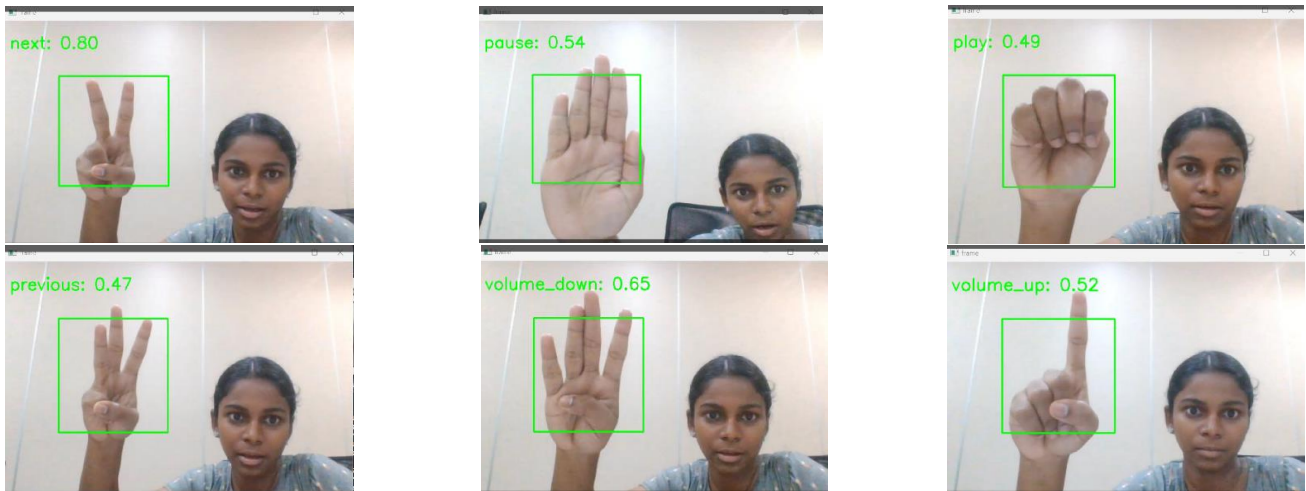 next: 0.80
pause: 0.54
play: 0.49
previous: 0.47
volume_down: 0.65
volume_up: 0.52
frame